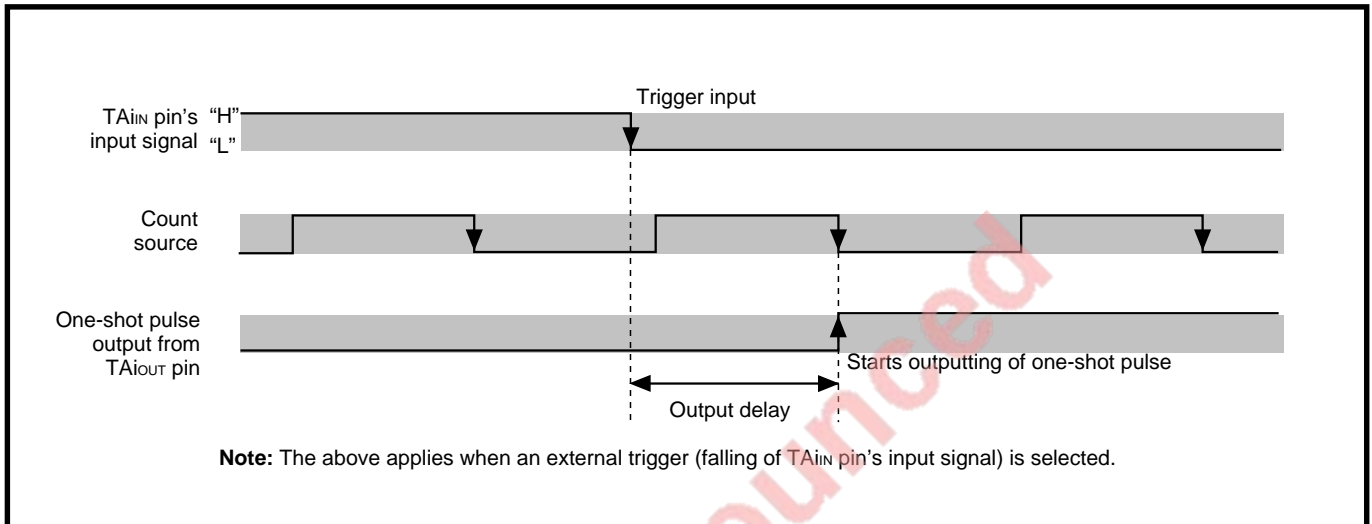 Trigger input
TAiIN pin's "H"
input signal "L"
Count
source
One-shot pulse
output from
TAiOUT pin
Starts outputting of one-shot pulse
Output delay
Note: The above applies when an external trigger (falling of TAiIN pin's input signal) is selected.
ounced